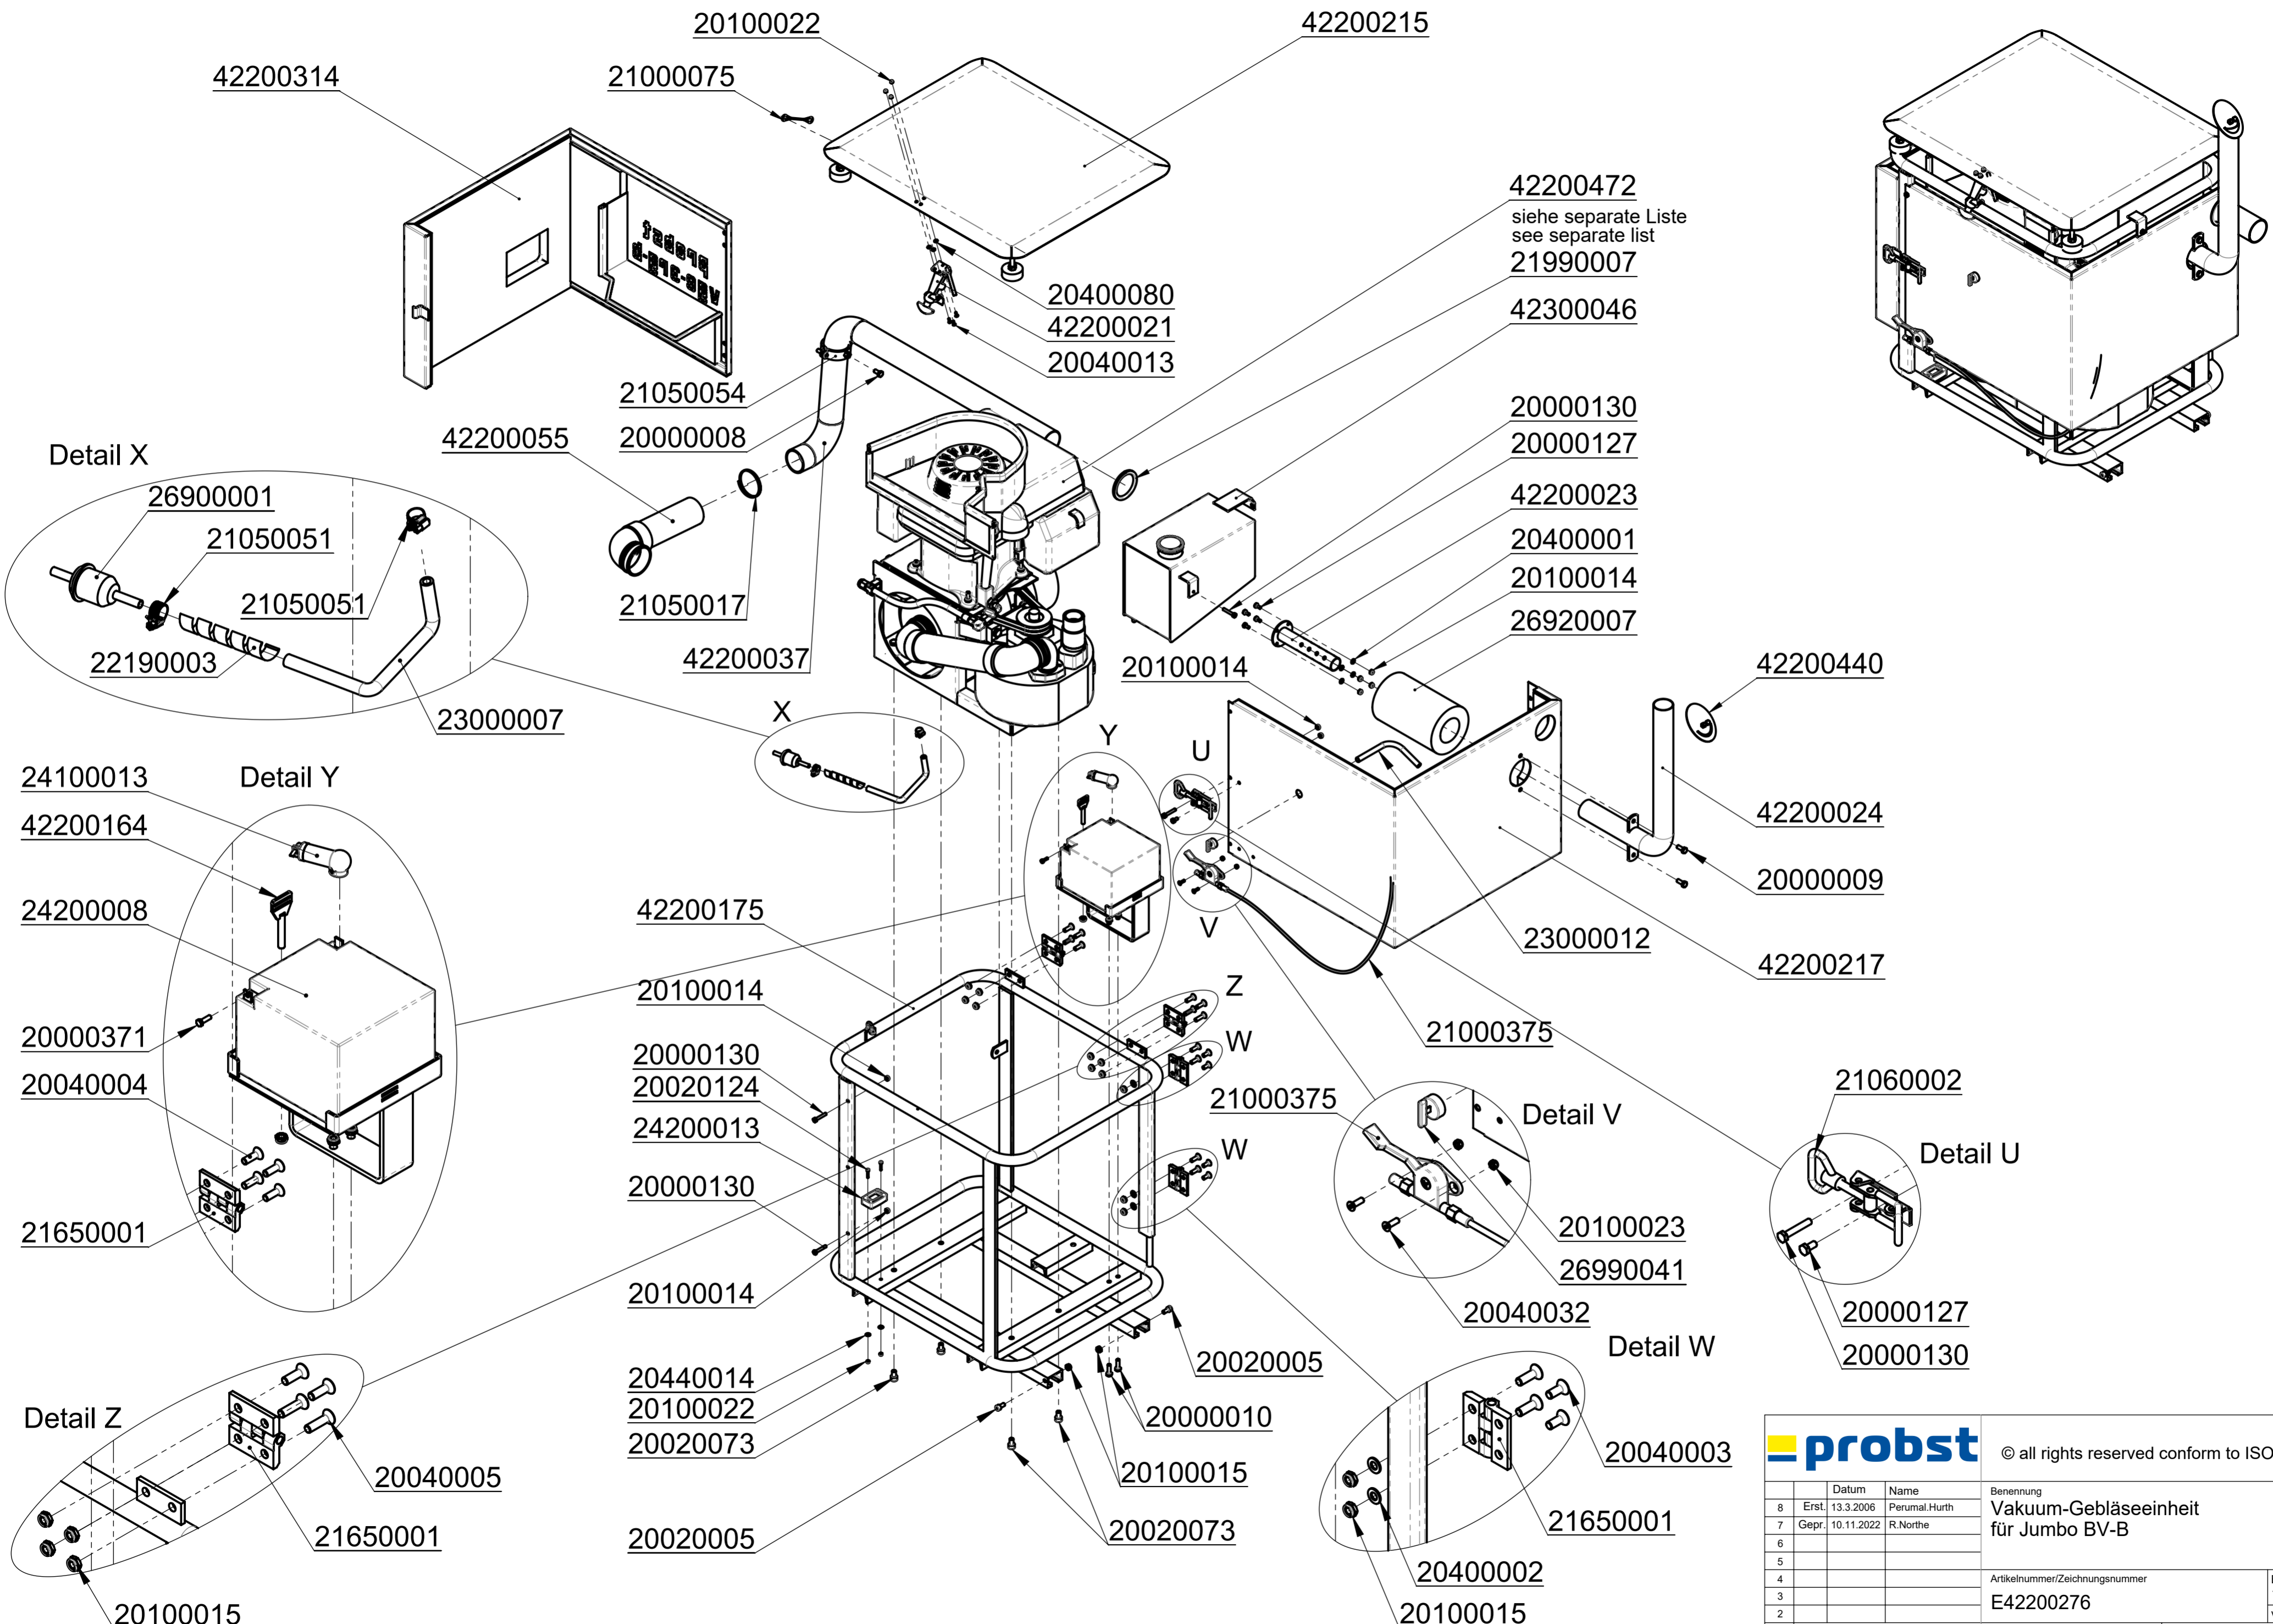 20100022
42200215
42200314
21000075
42200472
siehe separate Liste
see separate list
21990007
20400080
42300046
42200021
20040013
21050054
20000130
42200055
20000008
20000127
42200023
20400001
20100014
26920007
Detail X
26900001
21050051
21050051
22190003
23000007
21050017
42200037
20100014
42200440
X
Y
U
V
24100013
Detail Y
42200164
24200008
20000371
20040004
21650001
42200024
20000009
23000012
42200217
42200175
20100014
Z
W
W
21000375
20000130
20020124
24200013
20000130
21000375
Detail V
21060002
Detail U
20100014
20100023
26990041
20040032
20000127
20000130
Detail W
20440014
20100022
20020073
20020005
20000010
20100015
20020005
20020073
Detail Z
20040005
21650001
20100015
20040003
21650001
20400002
20100015
probst
© all rights reserved conform to ISO
Datum Name
Benennung
8 Erst. 13.3.2006 Perumal.Hurth
Vakuum-Gebläseeinheit
7 Gepr. 10.11.2022 R.Northe
für Jumbo BV-B
6
5
4
Artikelnummer/Zeichnungsnummer
3
E42200276
2